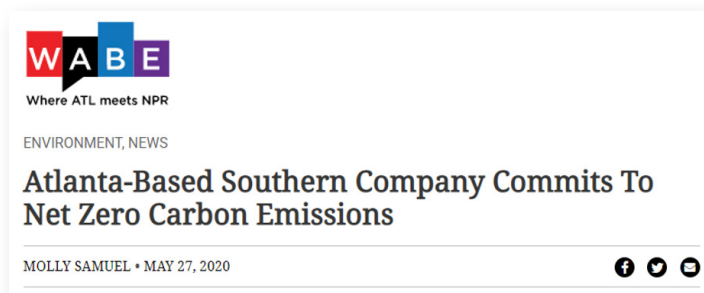 WABE
Where ATL meets NPR
ENVIRONMENT, NEWS
Atlanta-Based Southern Company Commits To
Net Zero Carbon Emissions
MOLLY SAMUEL • MAY 27, 2020